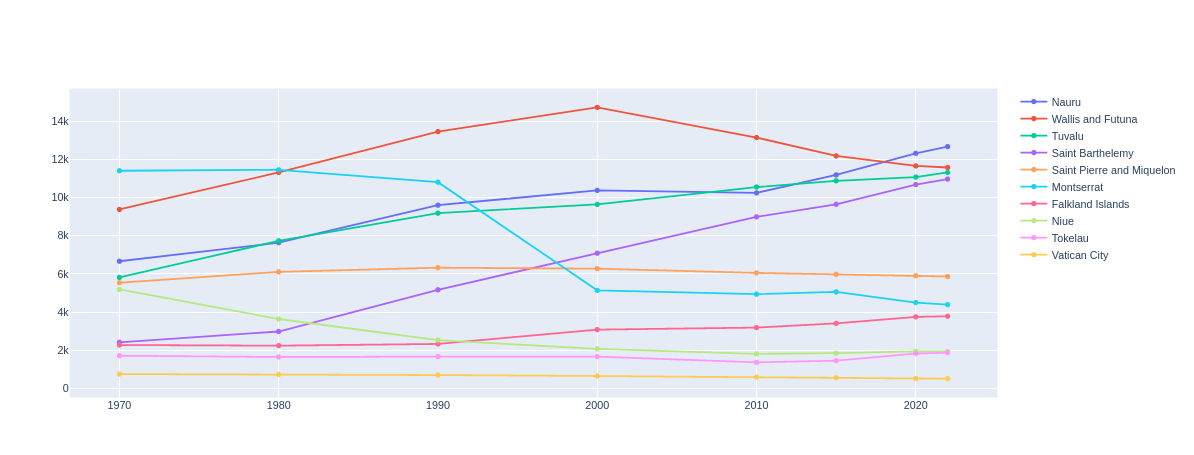 14k
12k
10k
8k
6k
4k
2k
0
1970 1980 1990 2000 2010 2020
Nauru
Wallis and Futuna
Tuvalu
Saint Barthelemy
Saint Pierre and Miquelon
Montserrat
Falkland Islands
Niue
Tokelau
Vatican City